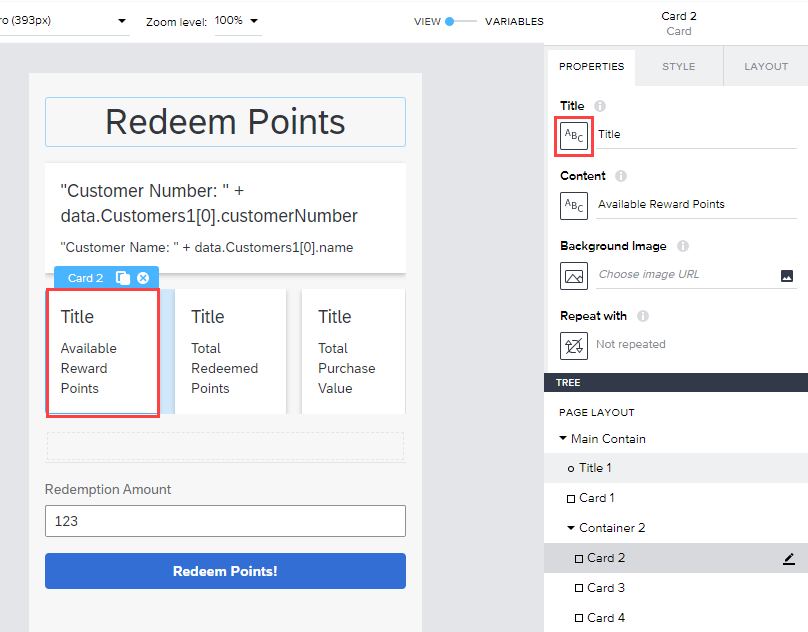 ro (393px)
Zoom level: 100%
VIEW
VARIABLES
Card 2
Card
PROPERTIES
STYLE
LAYOUT
Redeem Points
"Customer Number: " +
data.Customers1[0].customerNumber
"Customer Name: " + data.Customers1[0].name
Card 2
Title
Available
Reward
Points
Title
Total
Redeemed
Points
Title
Total
Purchase
Value
Redemption Amount
123
Redeem Points!
Title
ABC
Title
Content
ABC
Available Reward Points
Background Image
Choose image URL
Repeat with
Not repeated
TREE
PAGE LAYOUT
Main Contain
Title 1
Card 1
Container 2
Card 2
Card 3
Card 4